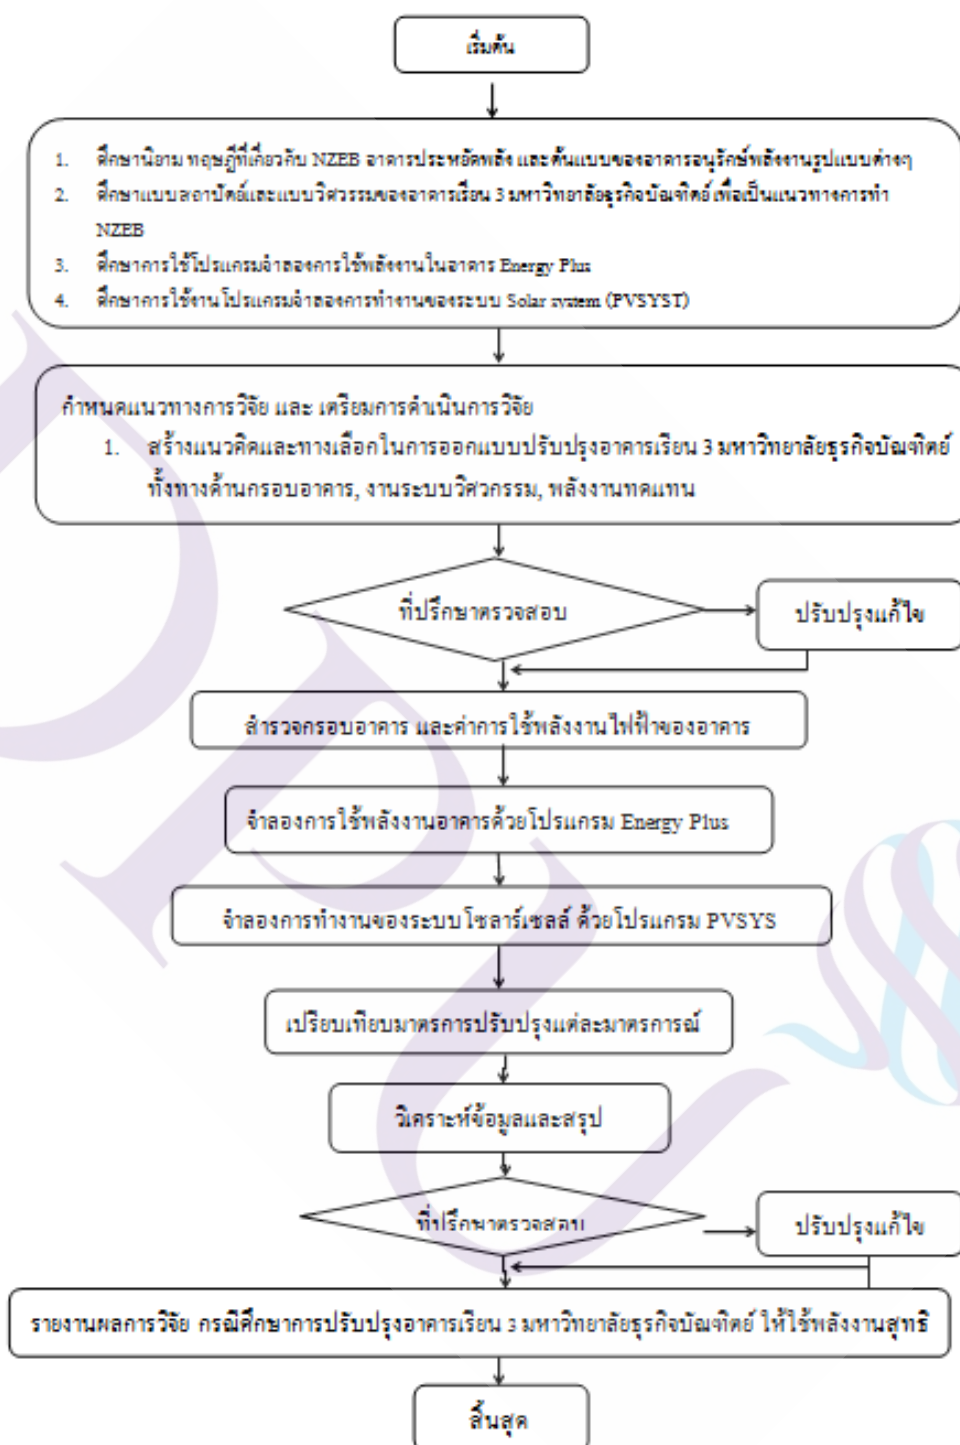 เริ่มต้น
1. ศึกษานิยาม ทฤษฎีที่เกี่ยวกับ NZEB อาคารประหยัดพลัง และต้นแบบของอาคารอนุรักษ์พลังงานรูปแบบต่างๆ
2. ศึกษาแบบสถาปัตย์และแบบวิศวรรมของอาคารเรียน 3 มหาวิทยาลัยธุรกิจบัณฑิตย์ เพื่อเป็นแนวทางการทำ
NZEB
3. ศึกษาการใช้โปรแกรมจำลองการใช้พลังงานในอาคาร Energy Plus
4. ศึกษาการใช้งานโปรแกรมจำลองการทำงานของระบบ Solar system (PVSYST)
กำหนดแนวทางการวิจัย และ เตรียมการดำเนินการวิจัย
1. สร้างแนวคิดและทางเลือกในการออกแบบปรับปรุงอาคารเรียน 3 มหาวิทยาลัยธุรกิจบัณฑิตย์
ทั้งทางด้านกรอบอาคาร, งานระบบวิศวกรรม, พลังงานทดแทน
ที่ปรึกษาตรวจสอบ
ปรับปรุงแก้ไข
สำรวจกรอบอาคาร และค่าการใช้พลังงานไฟฟ้าของอาคาร
จำลองการใช้พลังงานอาคารด้วยโปรแกรม Energy Plus
จำลองการทำงานของระบบโซลาร์เซลล์ ด้วยโปรแกรม PVSYS
เปรียบเทียบมาตรการปรับปรุงแต่ละมาตรการณ์
วิเคราะห์ข้อมูลและสรุป
ที่ปรึกษาตรวจสอบ
ปรับปรุงแก้ไข
รายงานผลการวิจัย กรณีศึกษาการปรับปรุงอาคารเรียน 3 มหาวิทยาลัยธุรกิจบัณฑิตย์ ให้ใช้พลังงานสุทธิ
สิ้นสุด